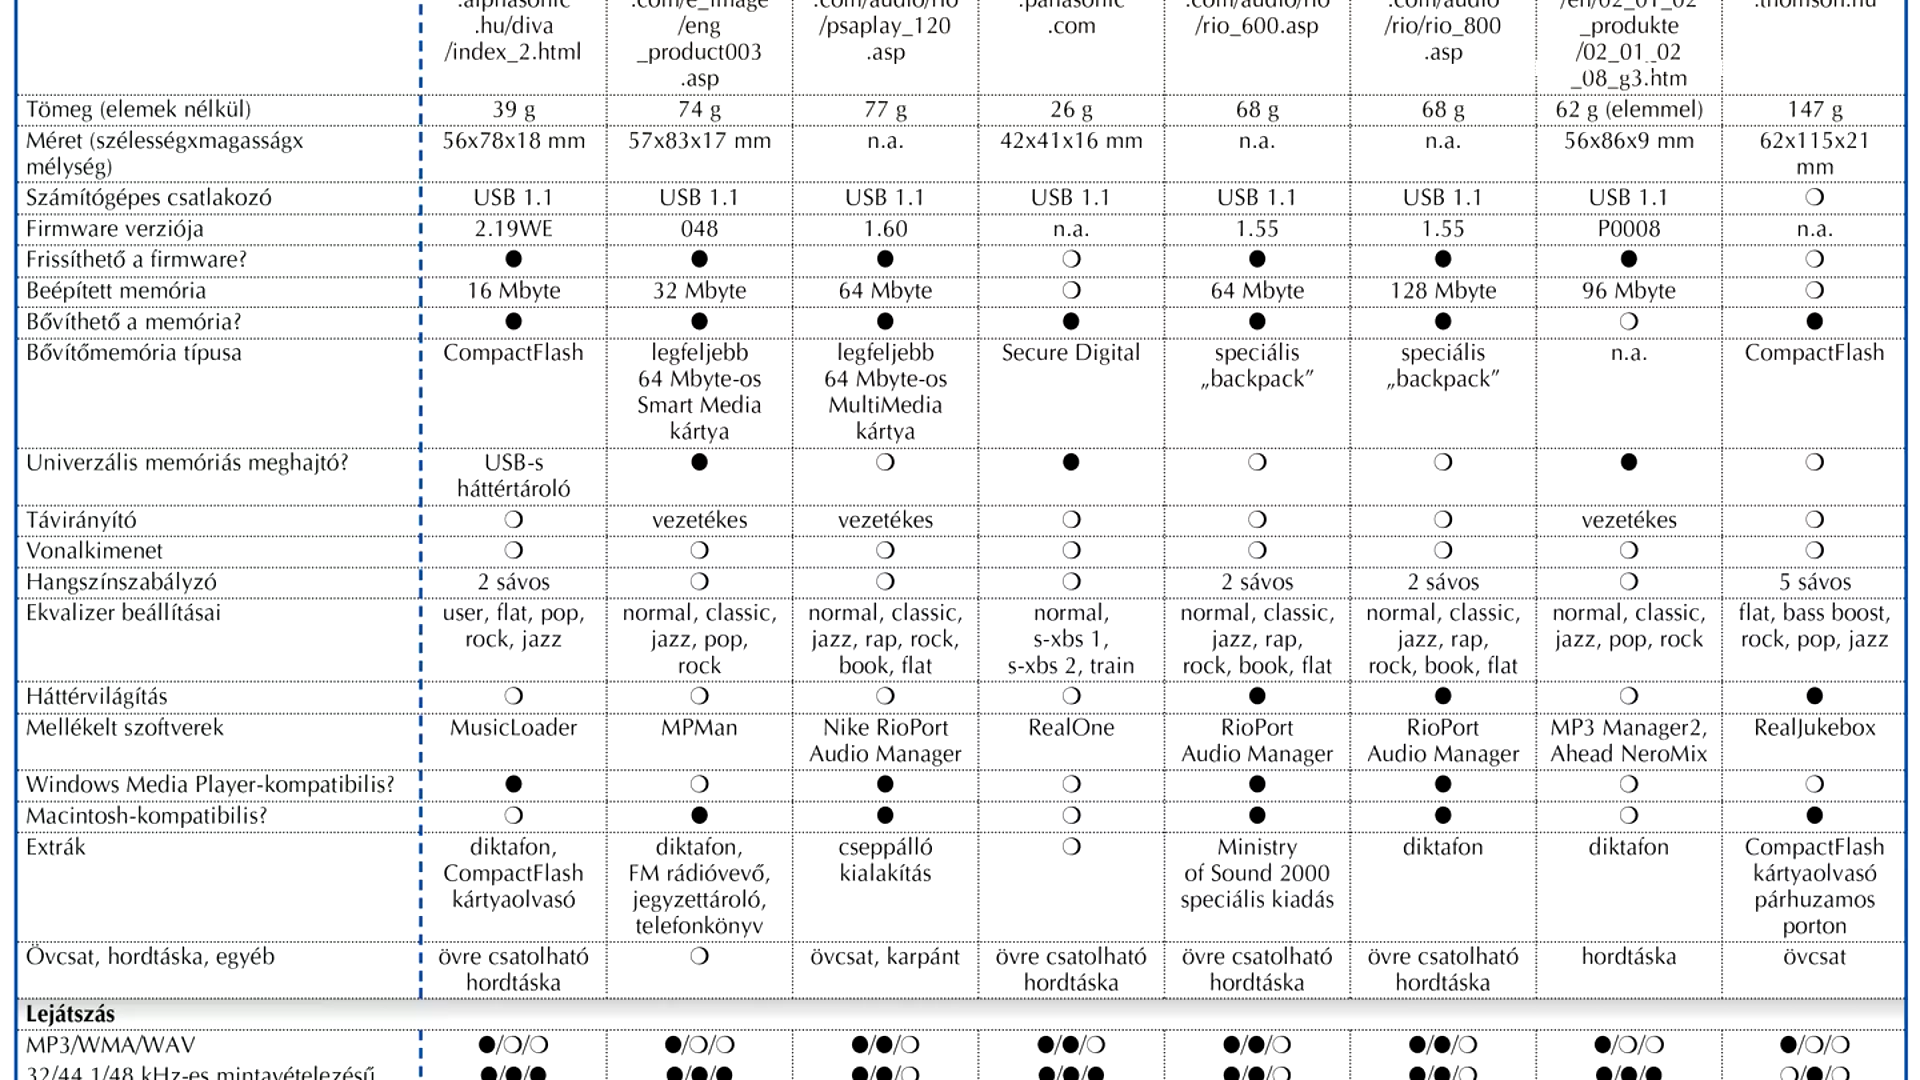 .hu/diva /eng /psaplay_120 .com /rio_600.asp /rio/rio_800 _produkte
/index_2.html _product003 .asp .asp /02_01_02
.asp _08_g3.htm
Tömeg (elemek nélkül) 39 g 74 g 77 g 26 g 68 g 68 g 62 g (elemmel) 147 g
Méret (szélességxmagasságx 56x78x18 mm 57x83x17 mm n.a. 42x41x16 mm n.a. n.a. 56x86x9 mm 62x115x21
mélység) mm
Számítógépes csatlakozó USB 1.1 USB 1.1 USB 1.1 USB 1.1 USB 1.1 USB 1.1 USB 1.1 ❍
Firmware verziója 2.19WE 048 1.60 n.a. 1.55 1.55 P0008 n.a.
Frissíthető a firmware? ● ● ● ❍ ● ● ● ❍
Beépített memória 16 Mbyte 32 Mbyte 64 Mbyte ❍ 64 Mbyte 128 Mbyte 96 Mbyte ❍
Bővíthető a memória? ● ● ● ● ● ● ❍ ●
Bővítőmemória típusa CompactFlash legfeljebb legfeljebb Secure Digital speciális speciális n.a. CompactFlash
64 Mbyte-os 64 Mbyte-os „backpack” „backpack”
Smart Media MultiMedia
kártya kártya
Univerzális memóriás meghajtó? USB-s ● ❍ ● ❍ ❍ ● ❍
háttértároló
Távirányító ❍ vezetékes vezetékes ❍ ❍ ❍ vezetékes ❍
Vonalkimenet ❍ ❍ ❍ ❍ ❍ ❍ ❍ ❍
Hangszínszabályzó 2 sávos ❍ ❍ ❍ 2 sávos 2 sávos ❍ 5 sávos
Ekvalizer beállításai user, flat, pop, normal, classic, normal, classic, normal, normal, classic, normal, classic, normal, classic, flat, bass boost,
rock, jazz jazz, pop, jazz, rap, rock, s-xbs 1, jazz, rap, jazz, rap, jazz, pop, rock rock, pop, jazz
rock book, flat s-xbs 2, train rock, book, flat rock, book, flat
Háttérvilágítás ❍ ❍ ❍ ❍ ● ● ❍ ●
Mellékelt szoftverek MusicLoader MPMan Nike RioPort RealOne RioPort RioPort MP3 Manager2, RealJukebox
Audio Manager Audio Manager Audio Manager Ahead NeroMix
Windows Media Player-kompatibilis? ● ❍ ● ❍ ● ● ❍ ❍
Macintosh-kompatibilis? ❍ ● ● ❍ ● ● ❍ ●
Extrák diktafon, diktafon, cseppálló ❍ Ministry diktafon diktafon CompactFlash
CompactFlash FM rádióvevő, kialakítás of Sound 2000 kártyaolvasó
kártyaolvasó jegyzettároló, speciális kiadás párhuzamos
telefonkönyv porton
Övcsat, hordtáska, egyéb övre csatolható ❍ övcsat, karpánt övre csatolható övre csatolható övre csatolható hordtáska övcsat
hordtáska hordtáska hordtáska hordtáska
Lejátszás
MP3/WMA/WAV ●/❍/❍ ●/❍/❍ ●/●/❍ ●/●/❍ ●/●/❍ ●/●/❍ ●/❍/❍ ●/❍/❍
32/44,1/48 kHz-es mintavételezésű ●/●/● ●/●/● ●/●/❍ ●/●/● ●/●/❍ ●/●/❍ ●/●/● ❍/●/❍